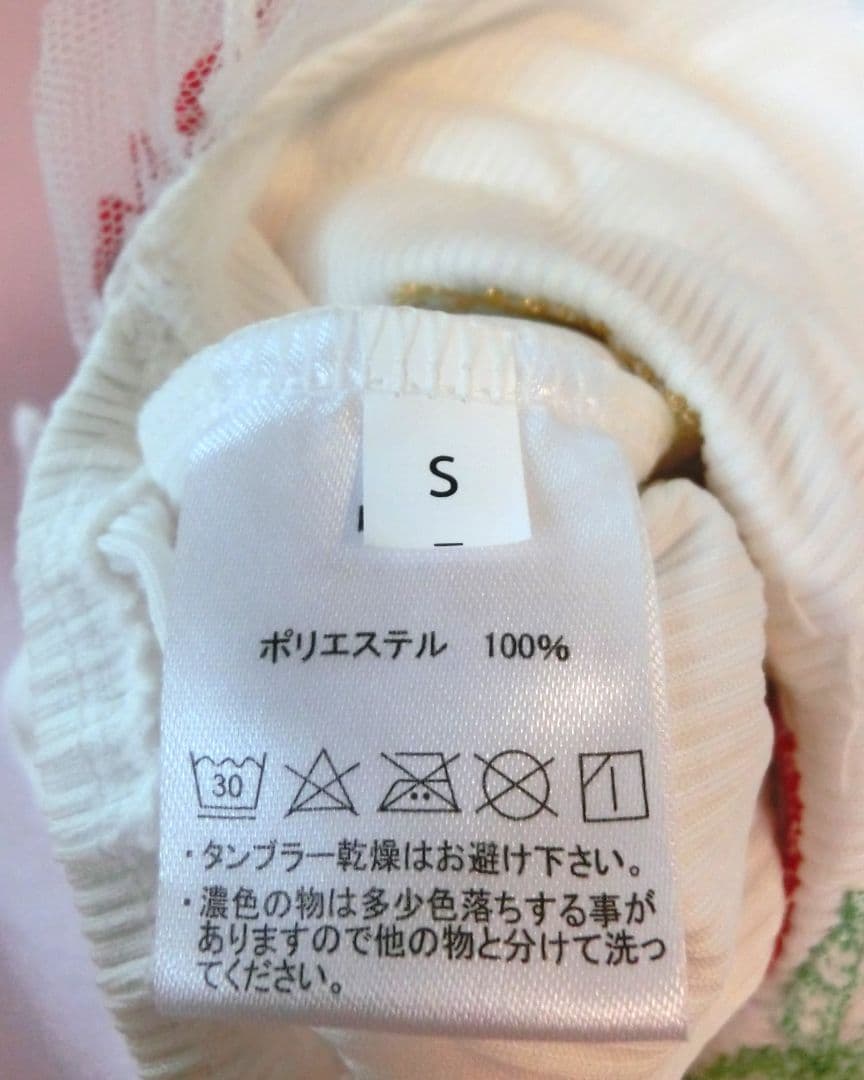 S
ポリエステル 100%
30
・タンブラー乾燥はお避け下さい。
・濃色の物は多少色落ちする事が
ありますので他の物と分けて洗っ
てください。